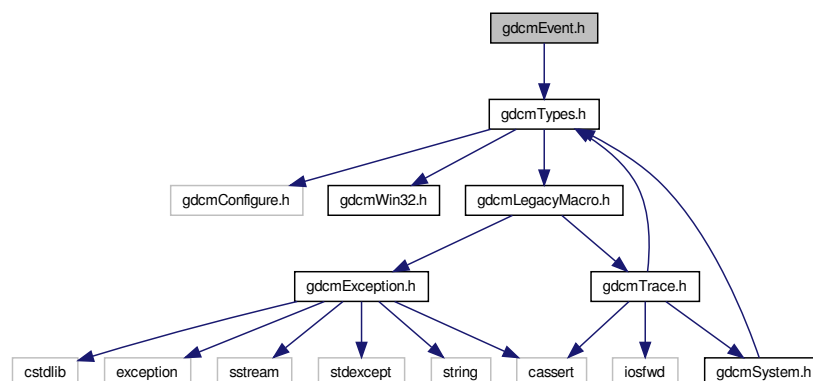 gdcmEvent.h
gdcmTypes.h
gdcmConfigure.h
gdcmWin32.h
gdcmLegacyMacro.h
gdcmException.h
gdcmTrace.h
cstdlib
exception
sstream
stdexcept
string
cassert
iosfwd
gdcmSystem.h